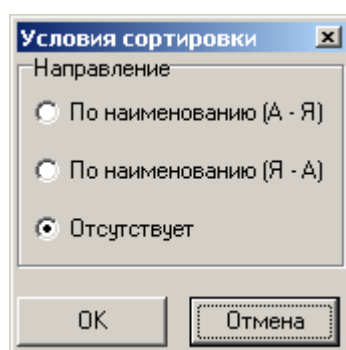 Условия сортировки
Направление
По наименованию (А - Я)
По наименованию (Я - А)
Отсутствует
OK
Отмена